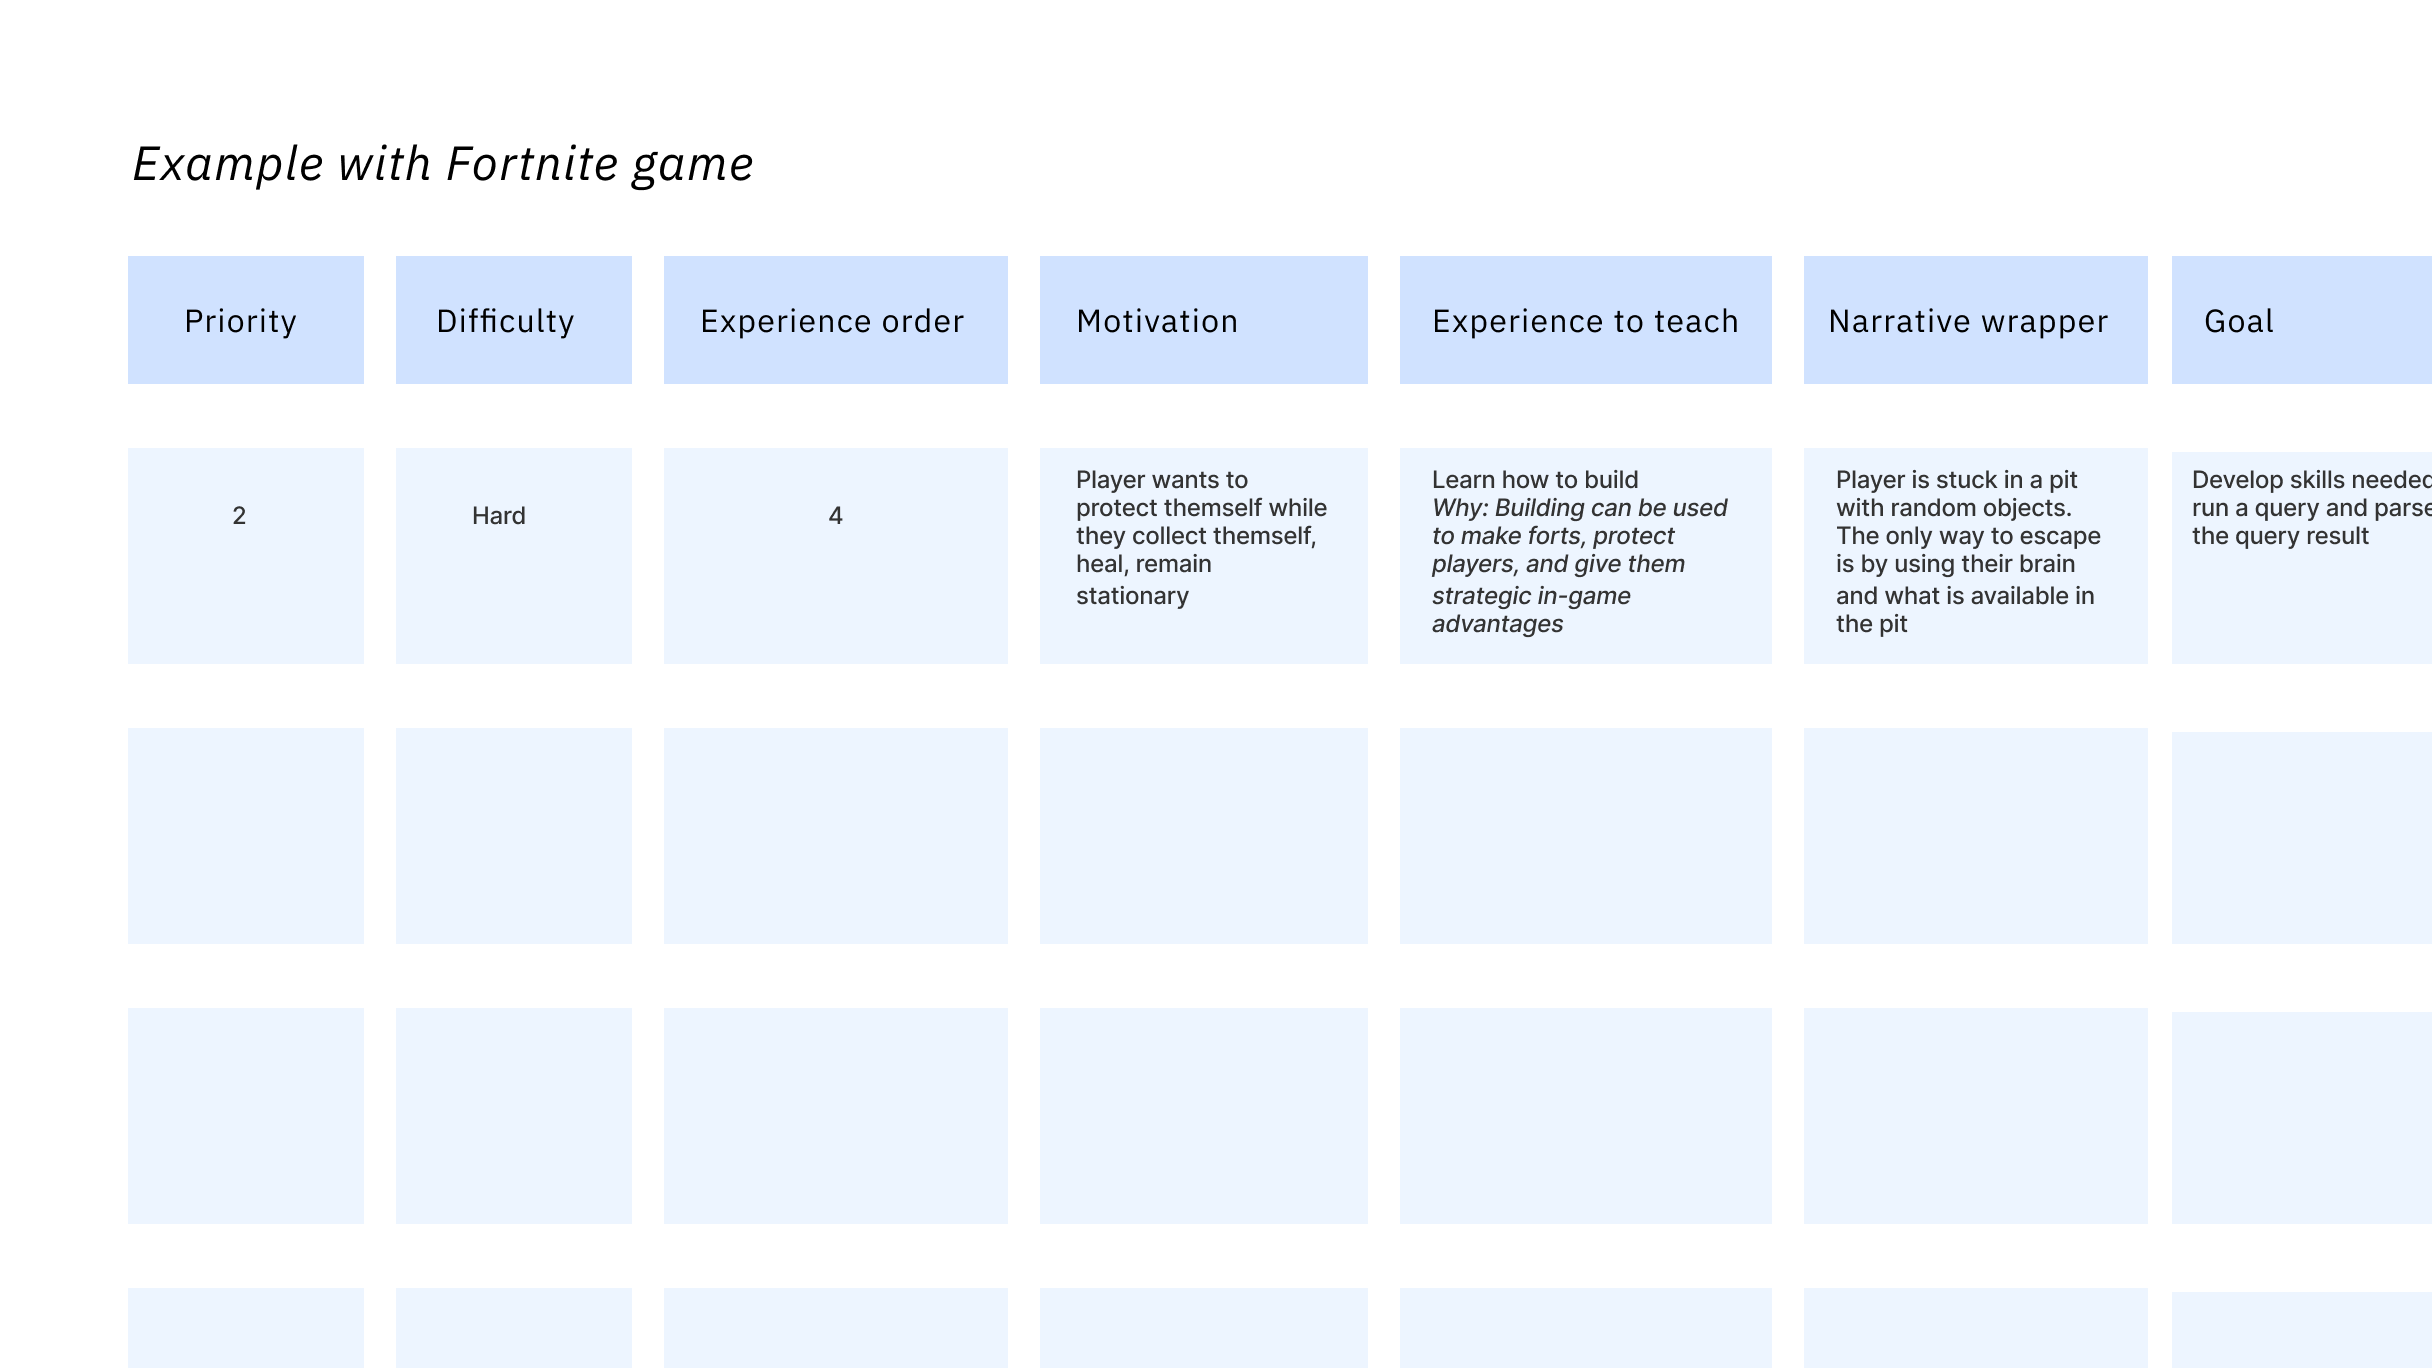 Example with Fortnite game
Priority
Difficulty
Experience order
Motivation
Experience to teach
Narrative wrapper
Goal
2
Hard
4
Player wants to
protect themself while
they collect themself,
heal, remain
stationary
Learn how to build
Why: Building can be used
to make forts, protect
players, and give them
strategic in-game
advantages
Player is stuck in a pit
with random objects.
The only way to escape
is by using their brain
and what is available in
the pit
Develop skills needed
run a query and parse
the query result